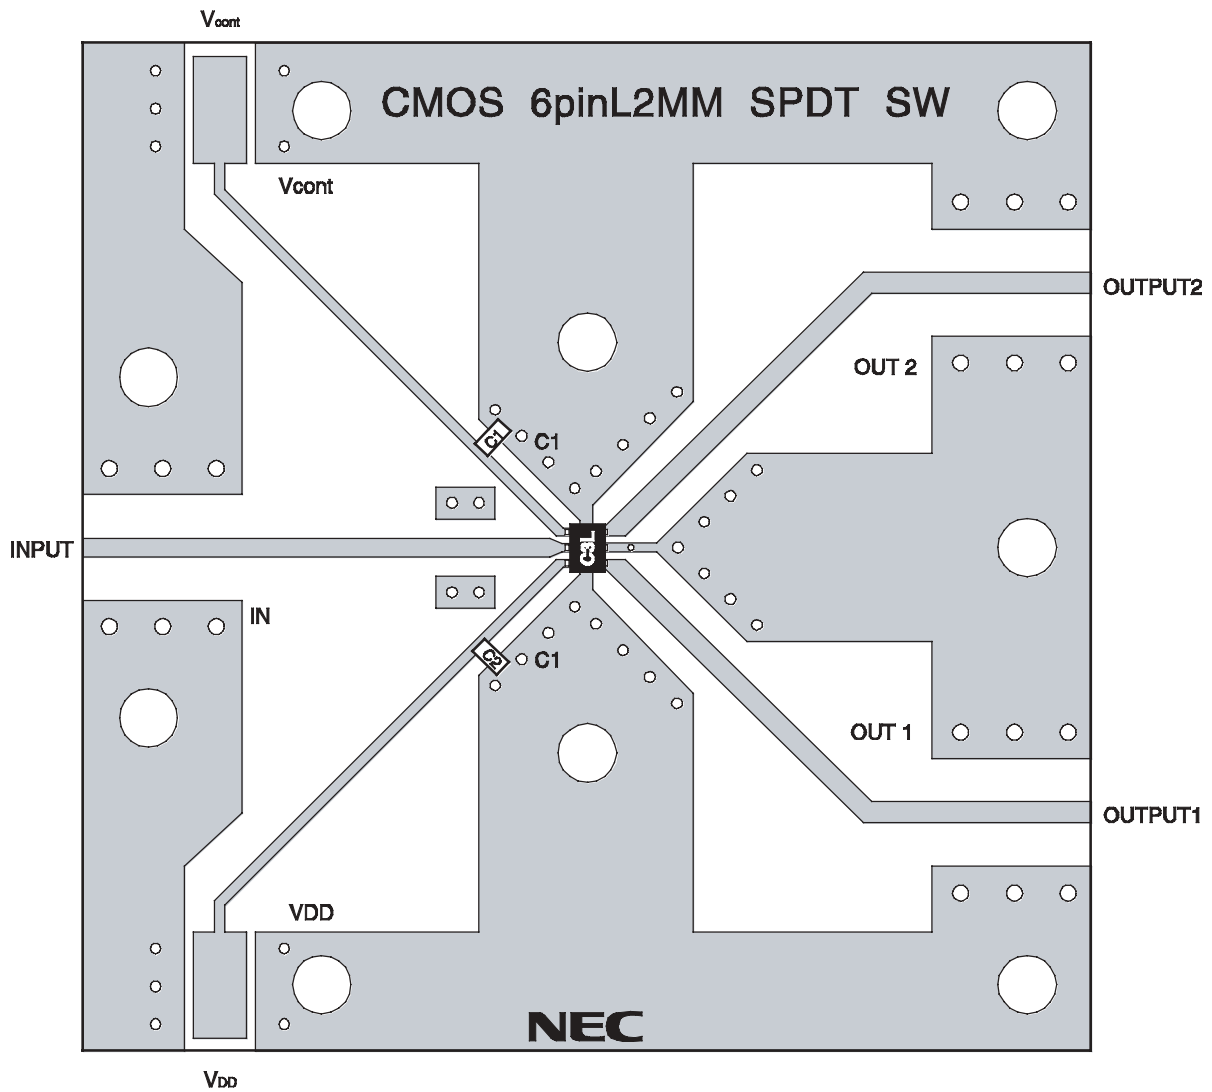 Vcont
CMOS 6pinL2MM SPDT SW
Vcont
OUTPUT2
OUT 2
C1
C1
C3L
INPUT
IN
C2
C1
OUT 1
OUTPUT1
VDD
NEC
VDD